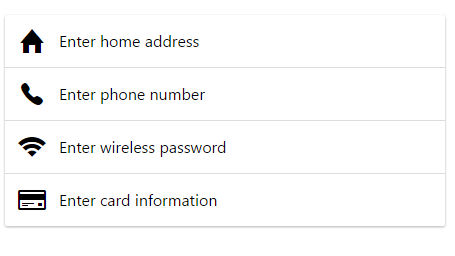 Enter home address
Enter phone number
Enter wireless password
Enter card information